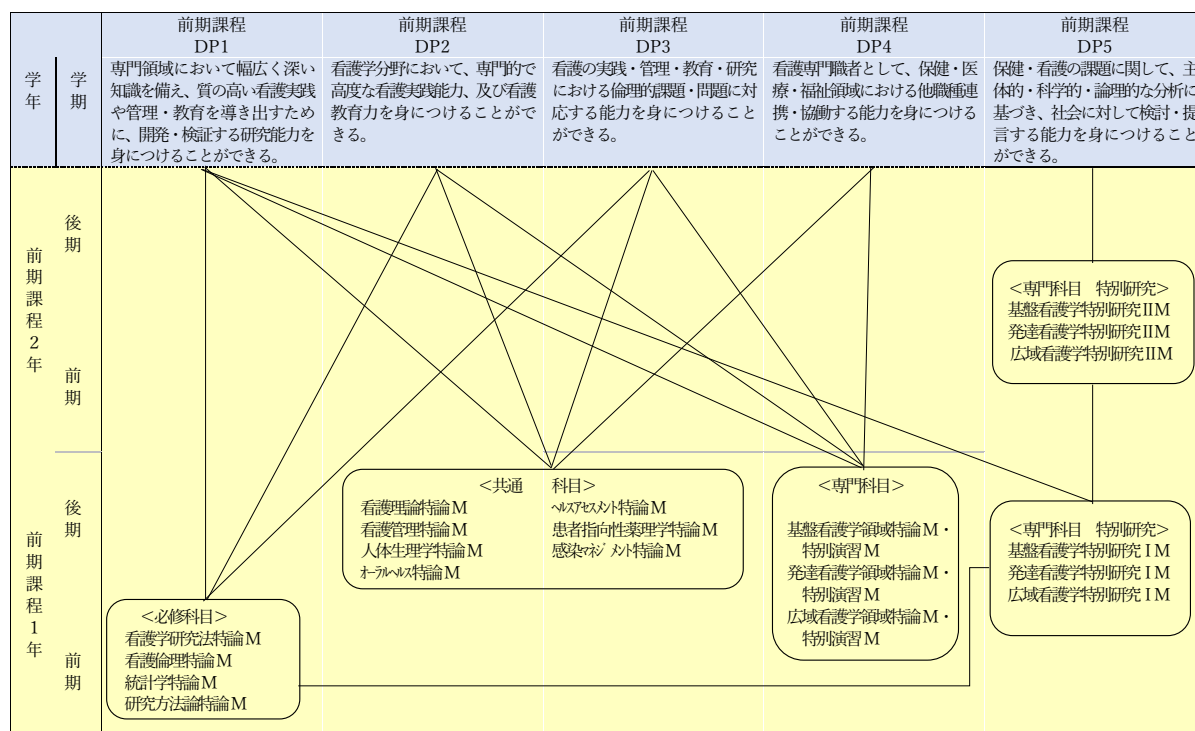 学年
学期
前期課程
DP1
専門領域において幅広く深い
知識を備え、質の高い看護実践
や管理・教育を導き出すため
に、開発・検証する研究能力を
身につけることができる。
前期課程
DP2
看護学分野において、専門的で
高度な看護実践能力、及び看護
教育力を身につけることがで
きる。
前期課程
DP3
看護の実践・管理・教育・研究
における倫理的課題・問題に対
応する能力を身につけること
ができる。
前期課程
DP4
看護専門職者として、保健・医
療・福祉領域における他職種連
携・協働する能力を身につける
ことができる。
前期課程
DP5
保健・看護の課題に関して、主
体的・科学的・論理的な分析に
基づき、社会に対して検討・提
言する能力を身につけること
ができる。
前期課程2年
後期
前期
<専門科目 特別研究>
基盤看護学特別研究ⅡM
発達看護学特別研究ⅡM
広域看護学特別研究ⅡM
前期課程1年
後期
前期
<共通 科目>
看護理論特論M
看護管理特論M
人体生理学特論M
オーラルヘルス特論M
ヘルスアセスメント特論M
患者指向性薬理学特論M
感染マネジメント特論M
<専門科目>
基盤看護学領域特論M・
特別演習M
発達看護学領域特論M・
特別演習M
広域看護学領域特論M・
特別演習M
<専門科目 特別研究>
基盤看護学特別研究ⅠM
発達看護学特別研究ⅠM
広域看護学特別研究ⅠM
<必修科目>
看護学研究法特論M
看護倫理特論M
統計学特論M
研究方法論特論M